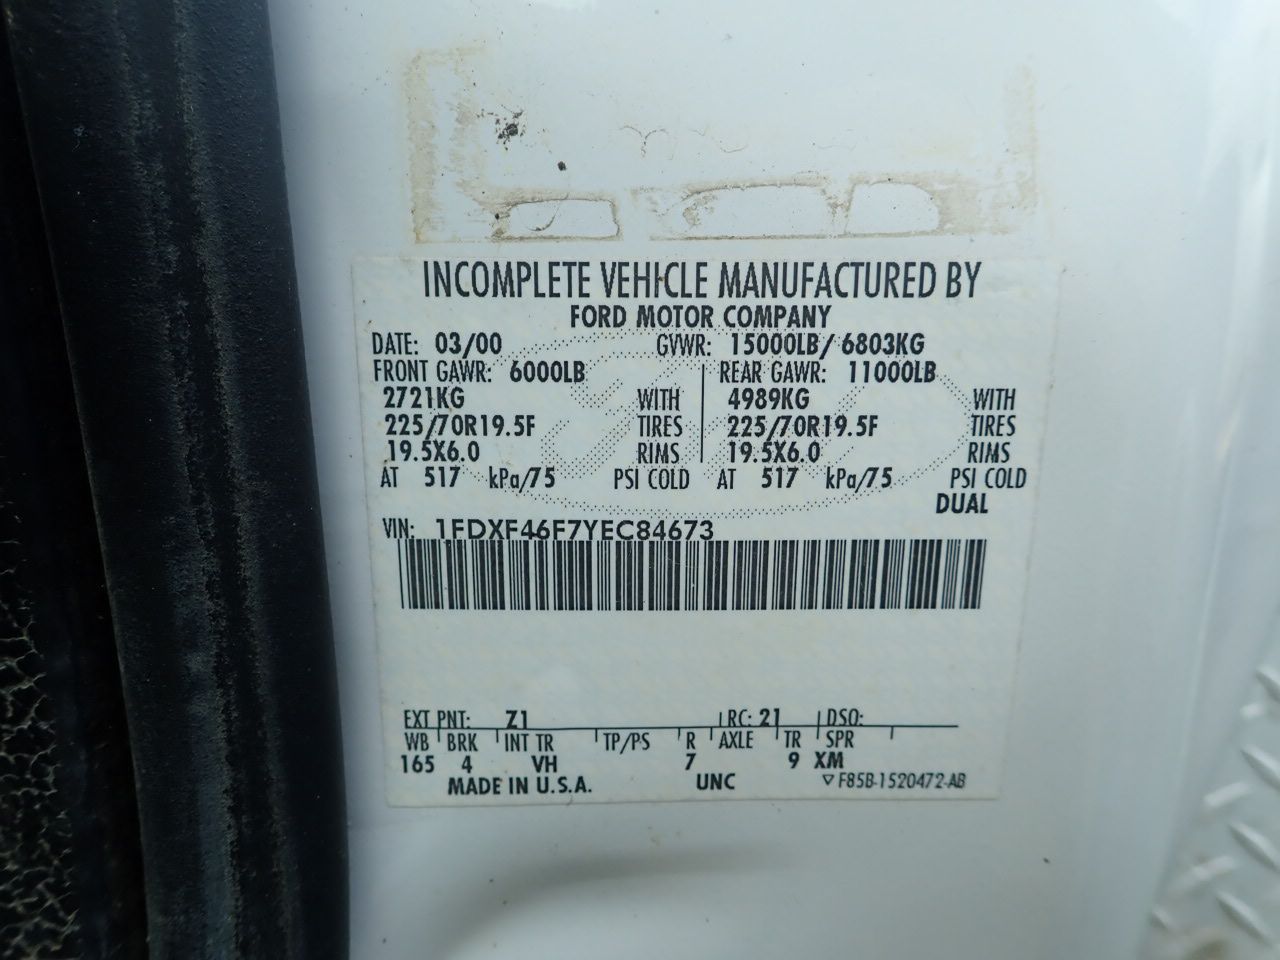 INCOMPLETE VEHICLE MANUFACTURED BY
FORD MOTOR COMPANY
DATE: 03/00 GVWR: 15000LB/ 6803KG
FRONT GAWR: 6000LB REAR GAWR: 11000LB
2721KG WITH 4989KG WITH
225/70R19.5F TIRES 225/70R19.5F TIRES
19.5X6.0 RIMS 19.5X6.0 RIMS
AT 517 kPa/75 PSI COLD AT 517 kPa/75 PSI COLD
DUAL
VIN: 1FDXF46F7YEC84673
EXT PNT: Z1 RC: 21 DSO:
WB BRK INT TR TP/PS R AXLE TR SPR
165 4 VH 7 9 XM
MADE IN U.S.A. UNC ▽F85B-1520472-AB